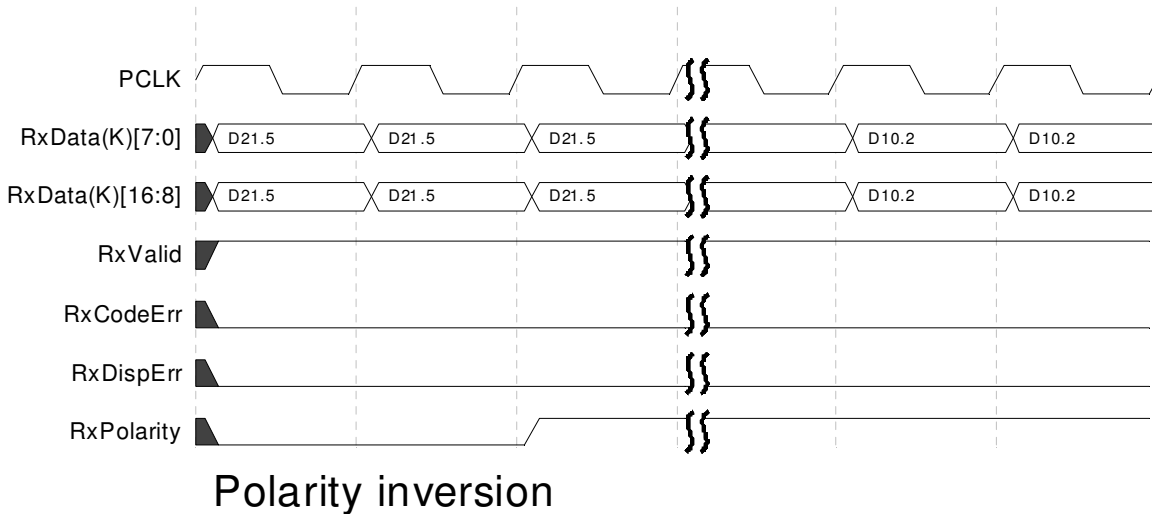 PCLK
RxData(K)[7:0] D21.5 D21.5 D21.5 D10.2 D10.2
RxData(K)[16:8] D21.5 D21.5 D21.5 D10.2 D10.2
RxValid
RxCodeErr
RxDispErr
RxPolarity
Polarity inversion